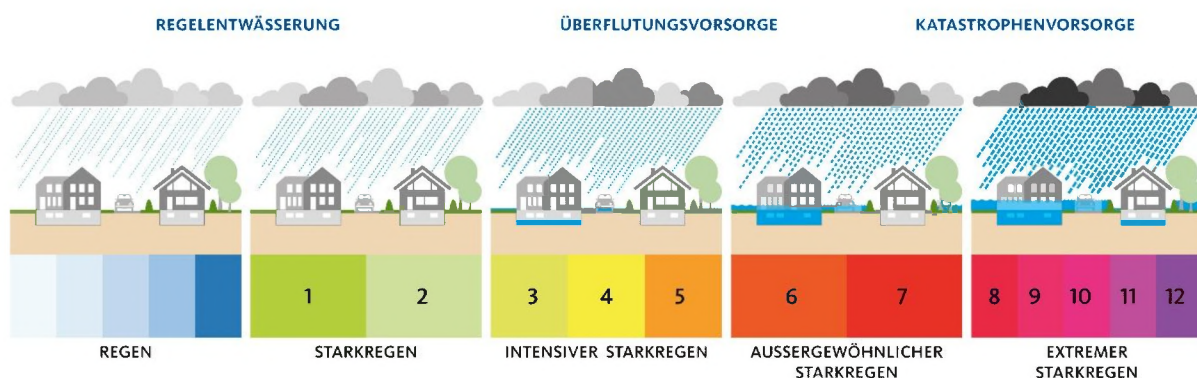 REGELENTWÄSSERUNG
ÜBERFLUTUNGSVORSORGE
KATASTROPHENVORSORGE
1
2
3
4
5
6
7
8
9
10
11
12
REGEN
STARKREGEN
INTENSIVER STARKREGEN
AUSSERGEWÖHNLICHER
STARKREGEN
EXTREMER
STARKREGEN